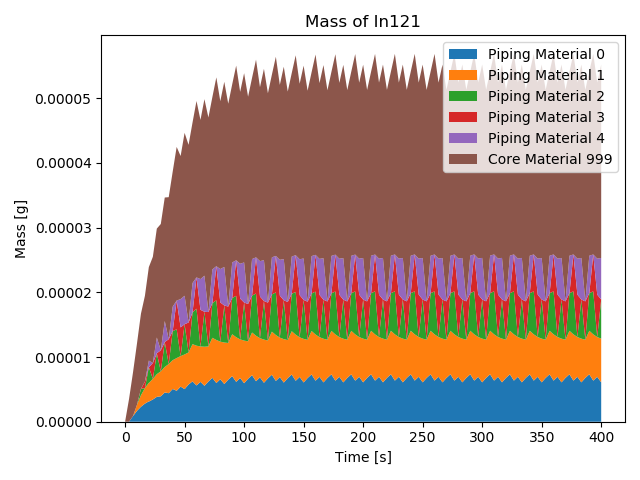 Mass of In121
Piping Material 0
Piping Material 1
Piping Material 2
Piping Material 3
Piping Material 4
Core Material 999
Mass [g]
0.00005
0.00004
0.00003
0.00002
0.00001
0.00000
0 50 100 150 200 250 300 350 400
Time [s]